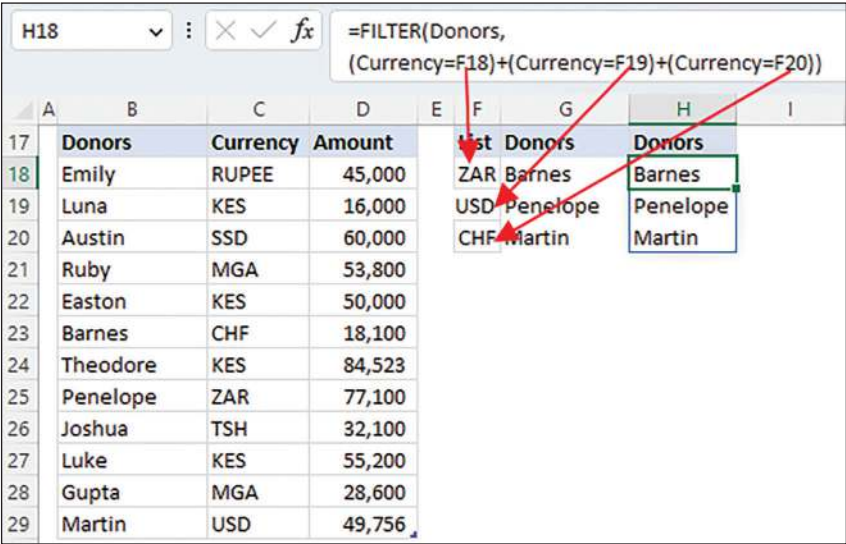 H18 fx =FILTER(Donors,
(Currency=F18)+(Currency=F19)+(Currency=F20))
A B C D E F G H I
17 Donors Currency Amount List Donors Donors
18 Emily RUPEE 45,000 ZAR Barnes Barnes
19 Luna KES 16,000 USD Penelope Penelope
20 Austin SSD 60,000 CHF Martin Martin
21 Ruby MGA 53,800
22 Easton KES 50,000
23 Barnes CHF 18,100
24 Theodore KES 84,523
25 Penelope ZAR 77,100
26 Joshua TSH 32,100
27 Luke KES 55,200
28 Gupta MGA 28,600
29 Martin USD 49,756